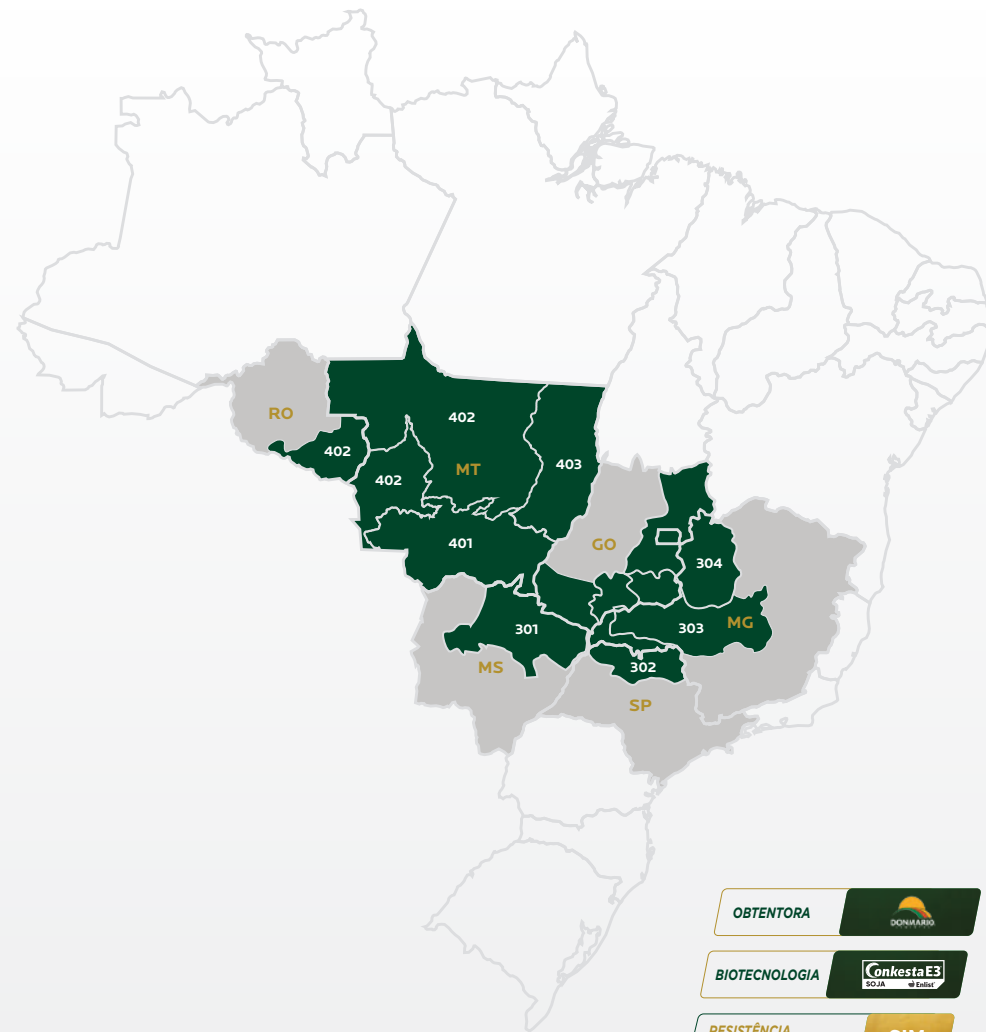 RO
402
402
MT
403
402
401
GO
304
301
303
MG
MS
302
SP
OBTENTORA
DONMARIO
BIOTECNOLOGIA
Conkesta E3
SOJA Enlist
RESISTÊNCIA